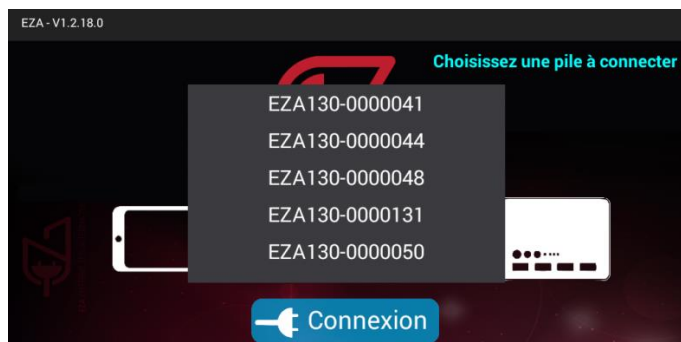 EZA - V1.2.18.0
Choisissez une pile à connecter
EZA130-0000041
EZA130-0000044
EZA130-0000048
EZA130-0000131
EZA130-0000050
Connexion